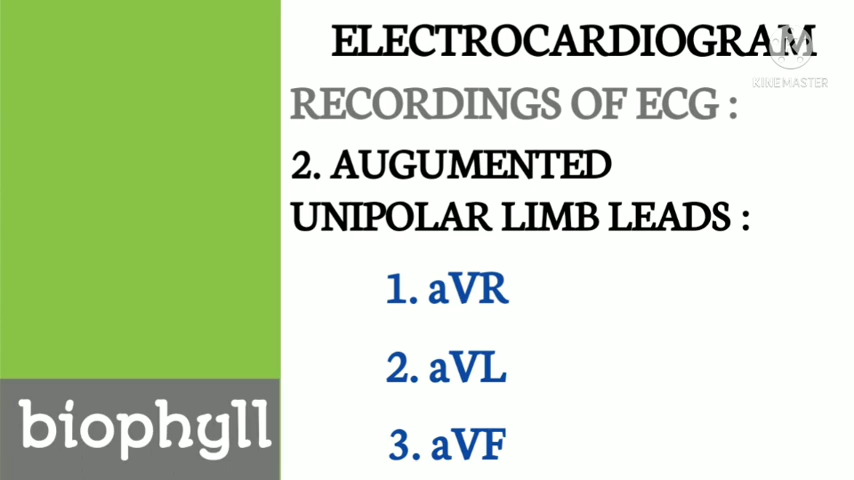 ELECTROCARDIOGRAM
KINEMASTER
RECORDINGS OF ECG :
2. AUGUMENTED
UNIPOLAR LIMB LEADS :
1. aVR
2. aVL
3. aVF
biophyll